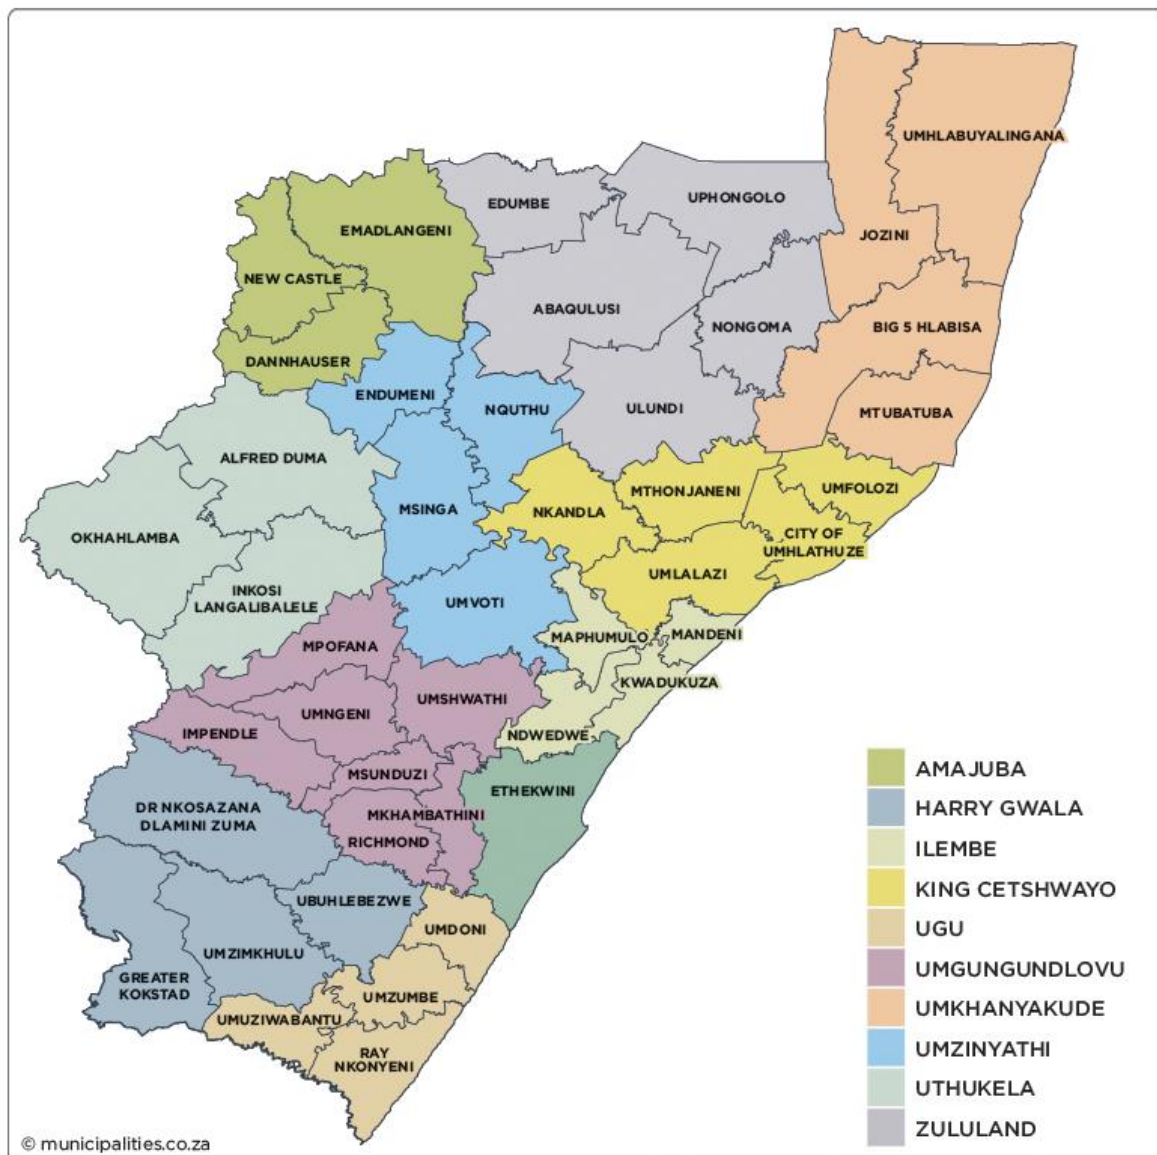 UMHLABUYALINGANA
EDUMBE
UPHONGOLO
EMADLANGENI
JOZINI
NEW CASTLE
ABAQULUSI
NONGOMA
BIG 5 HLABISA
DANNHAUSER
ENDUMENI
NQUTHU
ULUNDI
MTUBATUBA
ALFRED DUMA
MSINGA
NKANDLA
MTHONJANENI
UMFOLOZI
OKHAHLAMBA
CITY OF
UMHLATHUZE
INKOSI
LANGALIBALELE
UMVOTI
UMLALAZI
MPOFANA
MAPHUMULO
MANDENI
KWADUKUZA
UMSHWATHI
UMNGENI
IMPENDLE
NDWEDWE
MSUNDUZI
ETHEKWINI
DR NKOSAZANA
DLAMINI ZUMA
MKHAMBATHINI
RICHMOND
UBUHLEBEZWE
UMDONI
UMZIMKHULU
GREATER
KOKSTAD
UMZUMBE
UMUZIWABANTU
RAY
NKONYENI
AMAJUBA
HARRY GWALA
ILEMBE
KING CETSHWAYO
UGU
UMGUNGUNDLOVU
UMKHANYAKUDE
UMZINYATHI
UTHUKELA
ZULULAND
© municipalities.co.za